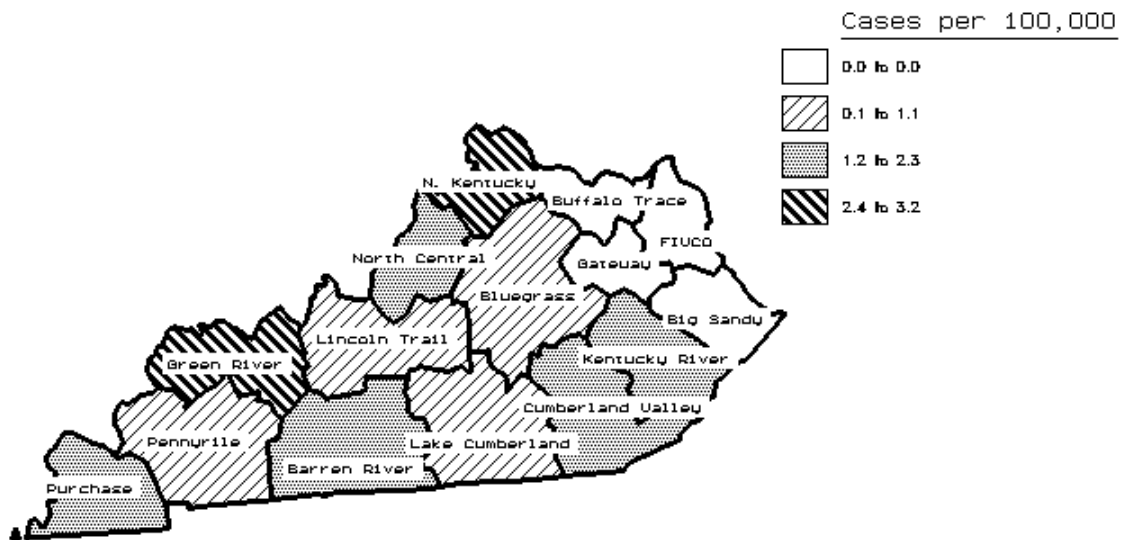 Cases per 100,000
0.0 to 0.0
0.1 to 1.1
1.2 to 2.3
2.4 to 3.2
N. Kentucky
Buffalo Trace
FIVCO
North Central
Gateway
Bluegrass
Big Sandy
Lincoln Trail
Kentucky River
Green River
Cumberland Valley
Pennyrile
Lake Cumberland
Barren River
Purchase